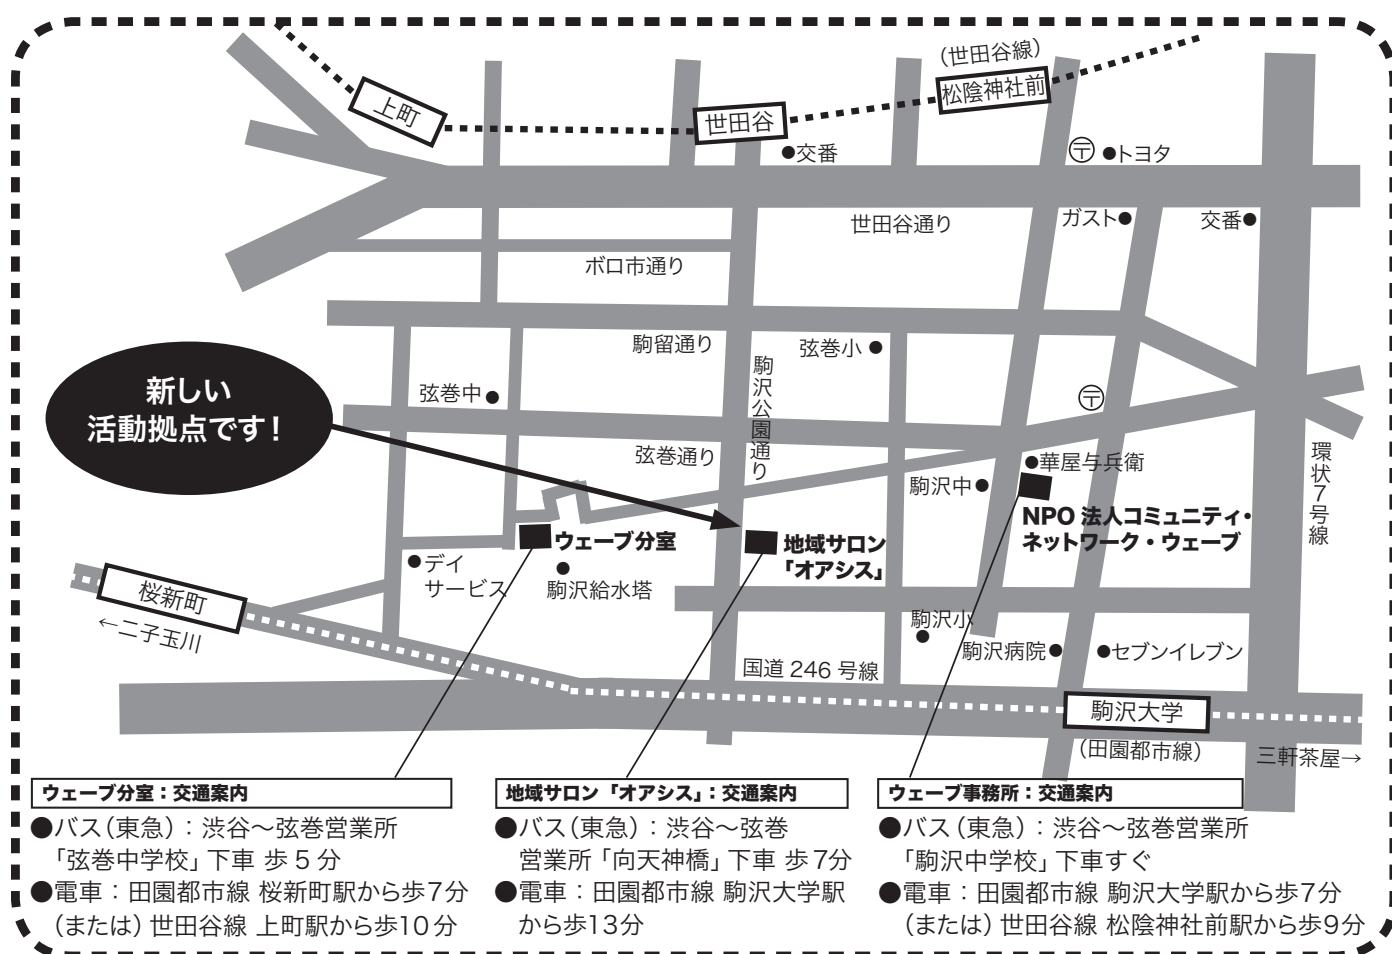 (世田谷線)
上町
世田谷
松陰神社前
●交番
〒
●トヨタ
世田谷通り
ガスト●
交番●
ボロ市通り
駒留通り
弦巻小 ●
新しい
活動拠点です!
弦巻中 ●
駒沢公園通り
〒
弦巻通り
環状7号線
●華屋与兵衛
駒沢中 ●
NPO 法人コミュニティ・
ネットワーク・ウェーブ
ウェーブ分室
地域サロン
「オアシス」
●デイ
サービス
●
駒沢給水塔
桜新町
←二子玉川
駒沢小
●
駒沢病院●
●セブンイレブン
国道 246 号線
駒沢大学
(田園都市線)
三軒茶屋→
ウェーブ分室:交通案内
●バス(東急):渋谷~弦巻営業所
「弦巻中学校」下車 歩 5 分
●電車:田園都市線 桜新町駅から歩7分
(または)世田谷線 上町駅から歩10分
地域サロン「オアシス」:交通案内
●バス(東急):渋谷~弦巻
営業所「向天神橋」下車 歩7分
●電車:田園都市線 駒沢大学駅
から歩13分
ウェーブ事務所:交通案内
●バス(東急):渋谷~弦巻営業所
「駒沢中学校」下車すぐ
●電車:田園都市線 駒沢大学駅から歩7分
(または)世田谷線 松陰神社前駅から歩9分